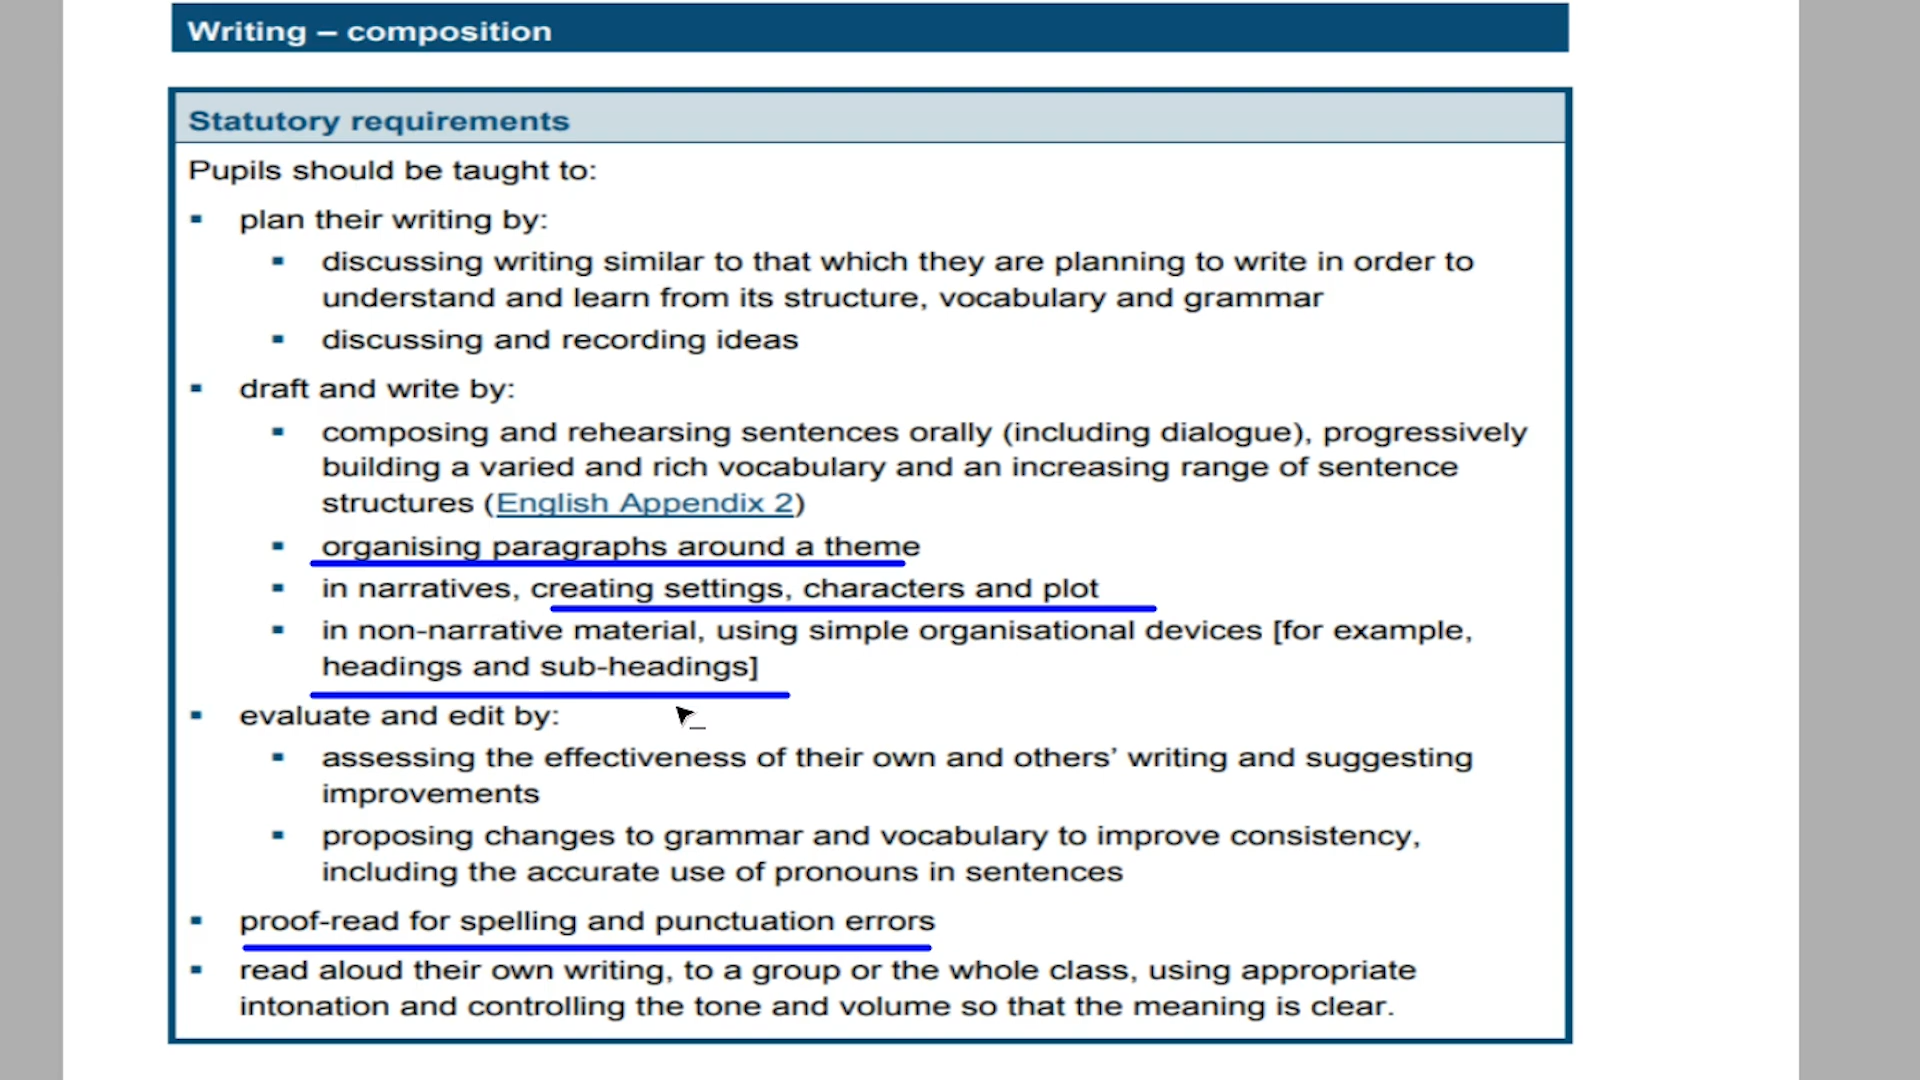 Writing – composition
Statutory requirements
Pupils should be taught to:
▪ plan their writing by:
▪ discussing writing similar to that which they are planning to write in order to
understand and learn from its structure, vocabulary and grammar
▪ discussing and recording ideas
▪ draft and write by:
▪ composing and rehearsing sentences orally (including dialogue), progressively
building a varied and rich vocabulary and an increasing range of sentence
structures (English Appendix 2)
▪ organising paragraphs around a theme
▪ in narratives, creating settings, characters and plot
▪ in non-narrative material, using simple organisational devices [for example,
headings and sub-headings]
▪ evaluate and edit by:
▪ assessing the effectiveness of their own and others’ writing and suggesting
improvements
▪ proposing changes to grammar and vocabulary to improve consistency,
including the accurate use of pronouns in sentences
▪ proof-read for spelling and punctuation errors
▪ read aloud their own writing, to a group or the whole class, using appropriate
intonation and controlling the tone and volume so that the meaning is clear.